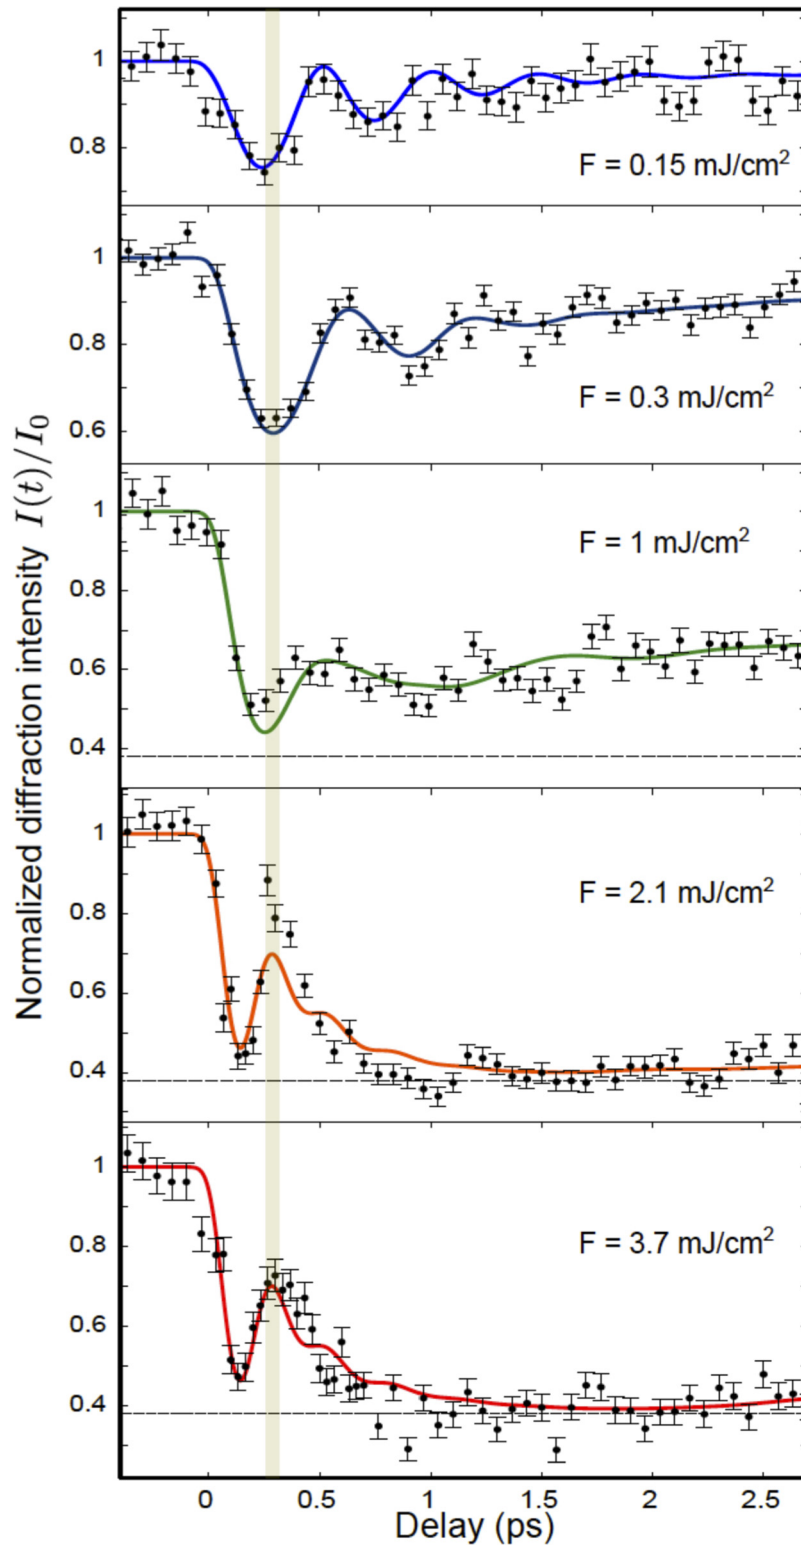 Normalized diffraction intensity I(t)/I₀
1
0.8
F = 0.15 mJ/cm²
1
0.8
0.6
F = 0.3 mJ/cm²
1
0.8
0.6
0.4
F = 1 mJ/cm²
1
0.8
0.6
0.4
F = 2.1 mJ/cm²
1
0.8
0.6
0.4
F = 3.7 mJ/cm²
0 0.5 1 1.5 2 2.5
Delay (ps)